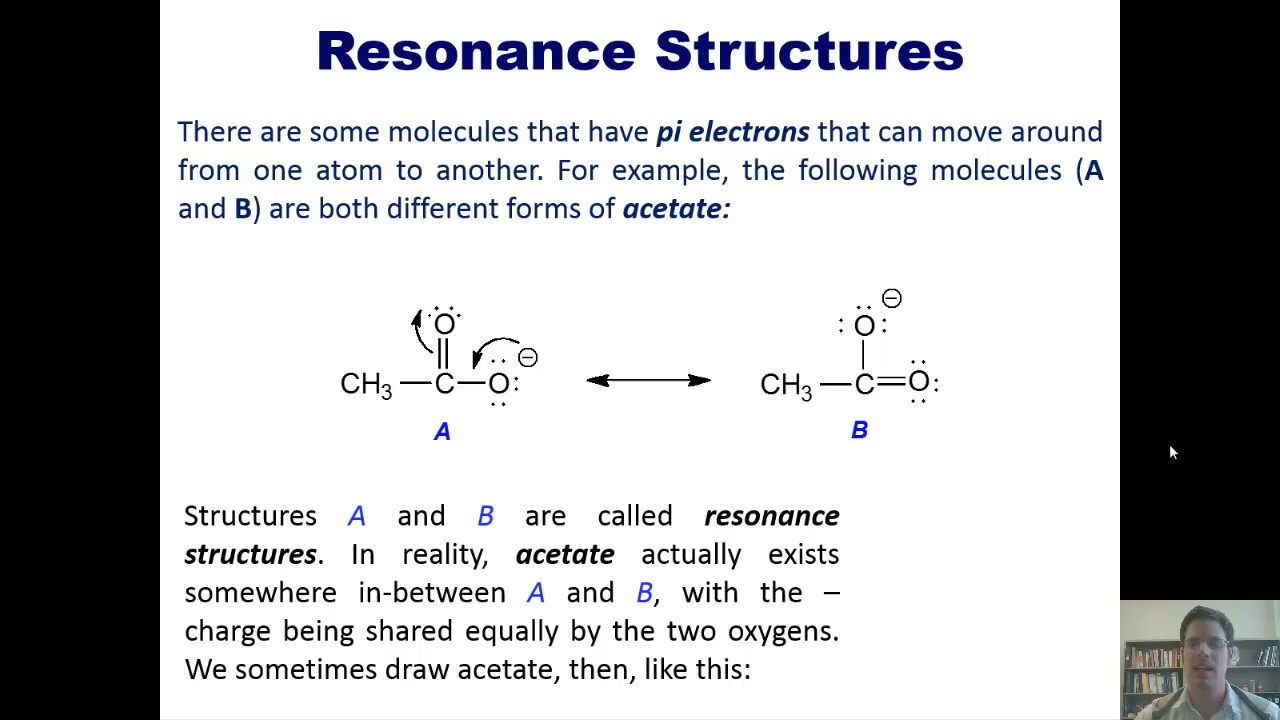 Resonance Structures
There are some molecules that have pi electrons that can move around
from one atom to another. For example, the following molecules (A
and B) are both different forms of acetate:
O
CH3 C O
A
O
CH3 C O
B
Structures A and B are called resonance
structures. In reality, acetate actually exists
somewhere in-between A and B, with the –
charge being shared equally by the two oxygens.
We sometimes draw acetate, then, like this: